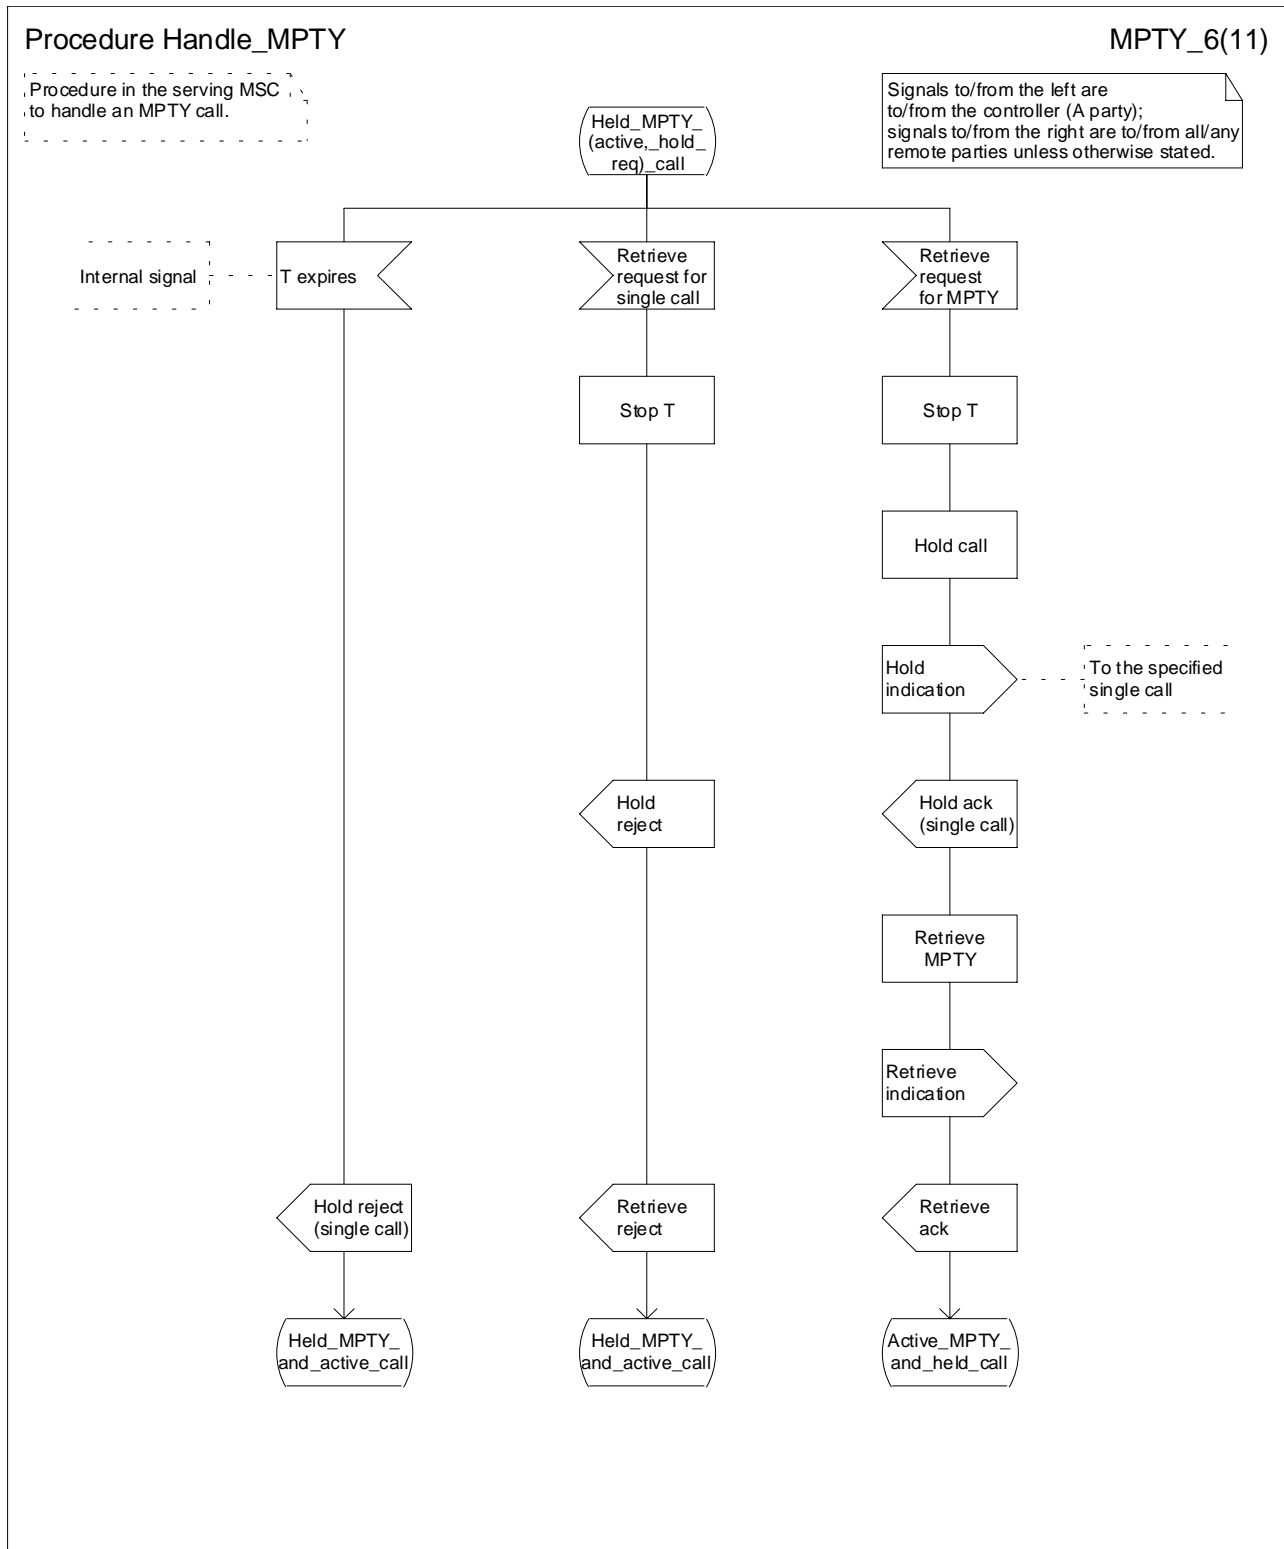 Procedure Handle_MPTY
MPTY_6(11)
Procedure in the serving MSC
to handle an MPTY call.
Signals to/from the left are
to/from the controller (A party);
signals to/from the right are to/from all/any
remote parties unless otherwise stated.
Held_MPTY_
(active,_hold_
req)_call
Internal signal
T expires
Retrieve
request for
single call
Retrieve
request
for MPTY
Stop T
Stop T
Hold call
Hold
indication
To the specified
single call
Hold
reject
Hold ack
(single call)
Retrieve
MPTY
Retrieve
indication
Hold reject
(single call)
Retrieve
reject
Retrieve
ack
Held_MPTY_
and_active_call
Held_MPTY_
and_active_call
Active_MPTY_
and_held_call